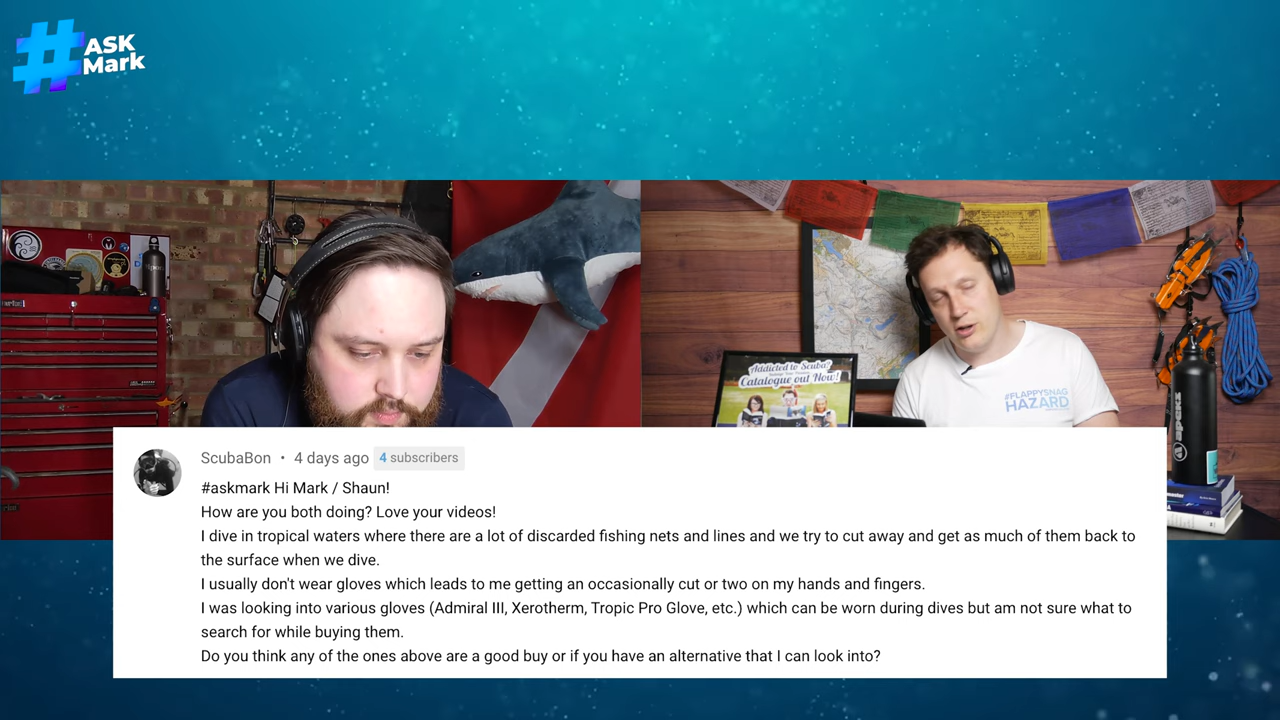 #ASK
Mark
Addicted to Scuba?
Catalogue out Now!
#FLAPPYSNAG
HAZARD
apeks
ScubaBon • 4 days ago 4 subscribers
#askmark Hi Mark / Shaun!
How are you both doing? Love your videos!
I dive in tropical waters where there are a lot of discarded fishing nets and lines and we try to cut away and get as much of them back to
the surface when we dive.
I usually don't wear gloves which leads to me getting an occasionally cut or two on my hands and fingers.
I was looking into various gloves (Admiral III, Xerotherm, Tropic Pro Glove, etc.) which can be worn during dives but am not sure what to
search for while buying them.
Do you think any of the ones above are a good buy or if you have an alternative that I can look into?